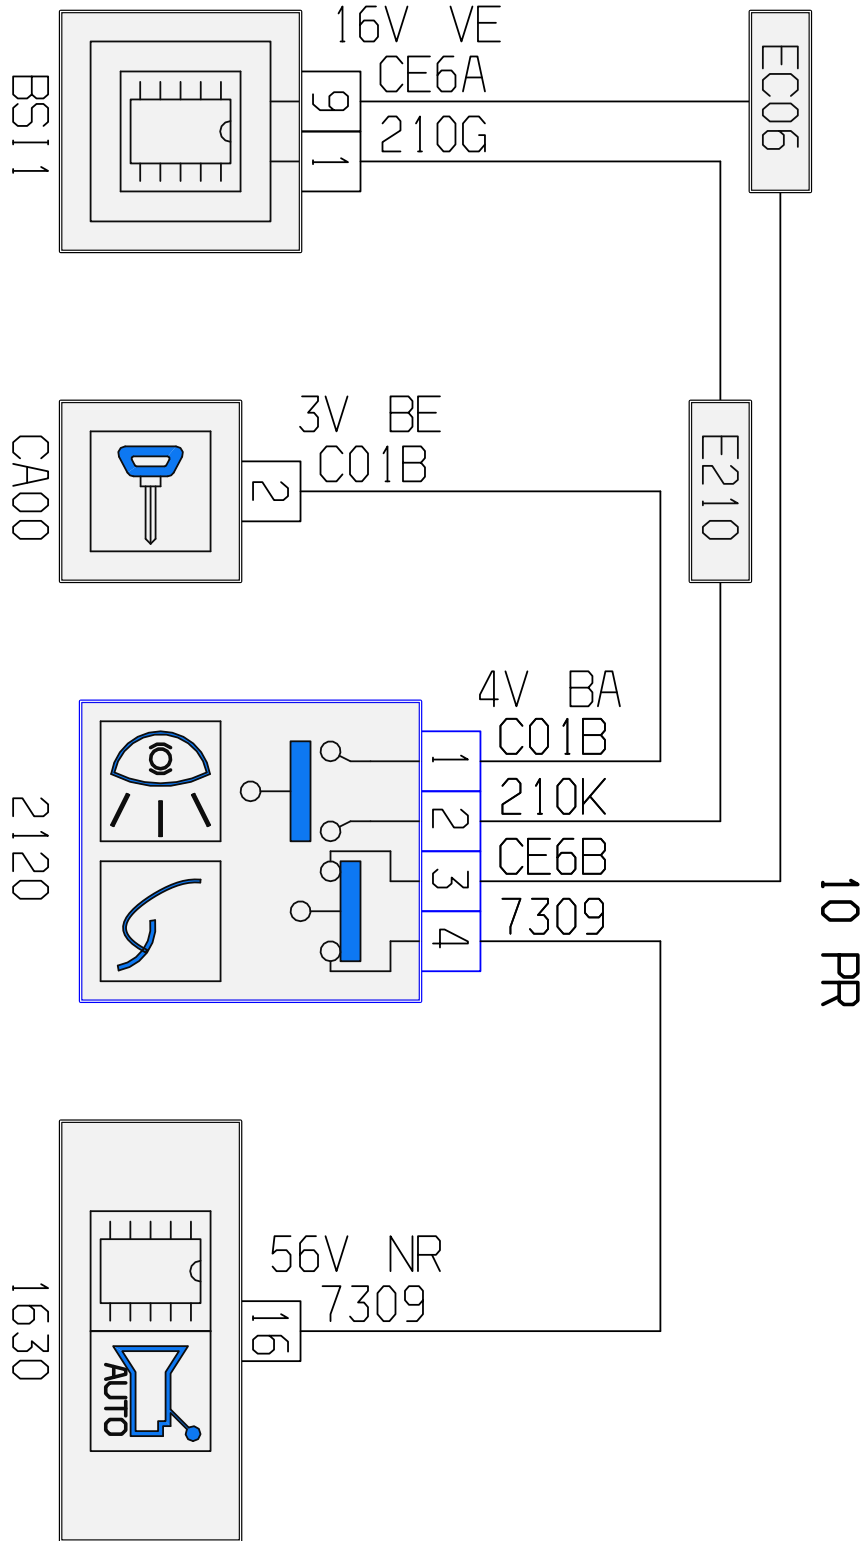 16V VE
CE6A
210G
9
1
BSI1
EC06
3V BE
C01B
2
CA00
E210
4V BA
C01B
210K
CE6B
7309
1
2
3
4
2120
10 PR
56V NR
7309
16
AUTO
1630